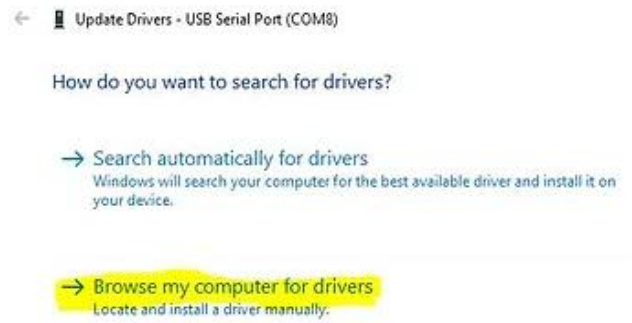 Update Drivers - USB Serial Port (COM8)
How do you want to search for drivers?
Search automatically for drivers
Windows will search your computer for the best available driver and install it on
your device.
Browse my computer for drivers
Locate and install a driver manually.